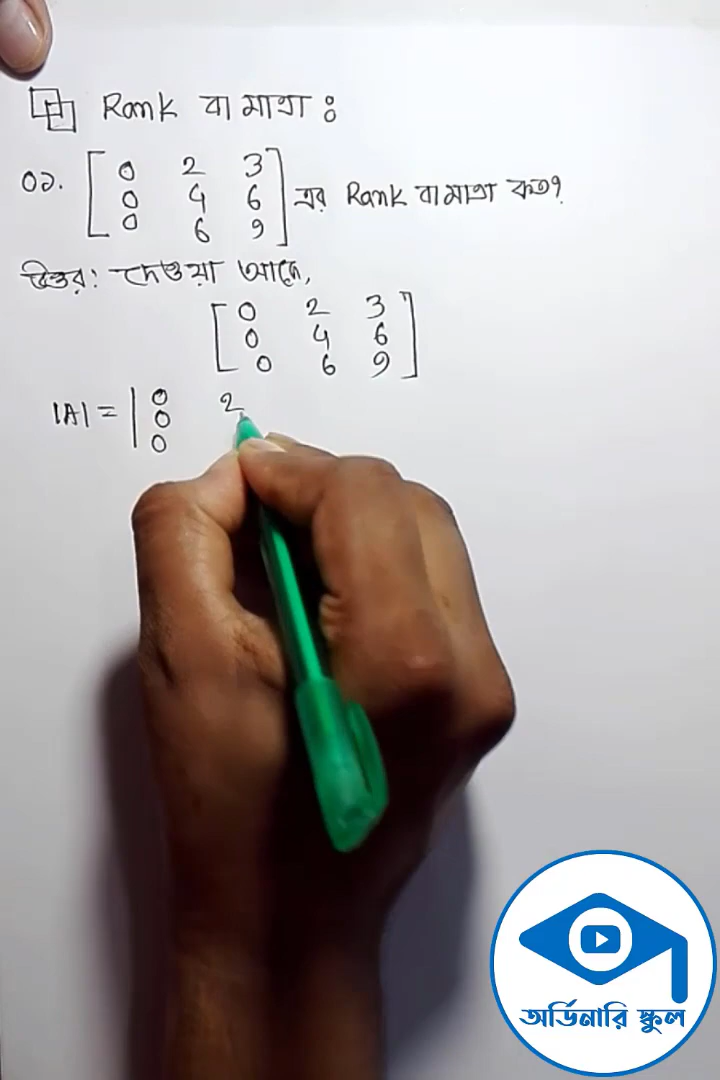 Rank বা মাত্রা :
০১. [ 0 2 3
0 4 6
0 6 9 ] এর Rank বা মাত্রা কত?
উত্তর: দেওয়া আছে,
[ 0 2 3
0 4 6
0 6 9 ]
|A| = | 0 2
0
0
অর্ডিনারি স্কুল